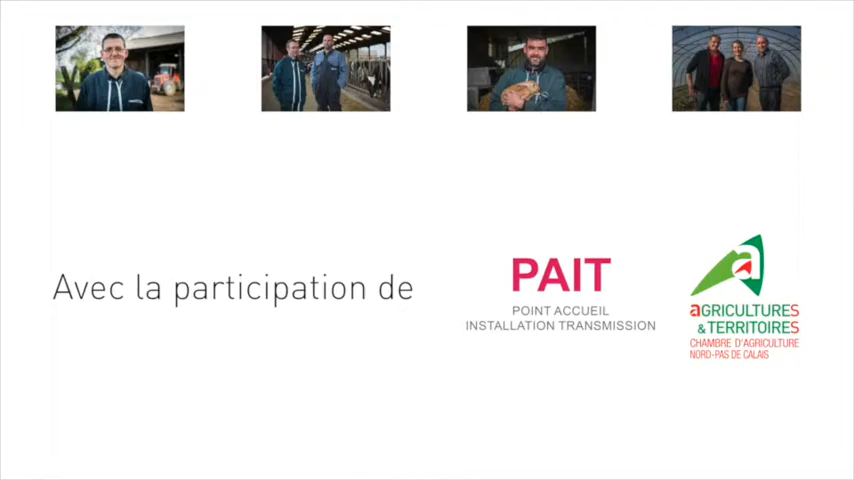 Avec la participation de
PAIT
POINT ACCUEIL
INSTALLATION TRANSMISSION
a
aGRICULTURES
& TERRITOIRES
CHAMBRE D'AGRICULTURE
NORD-PAS DE CALAIS